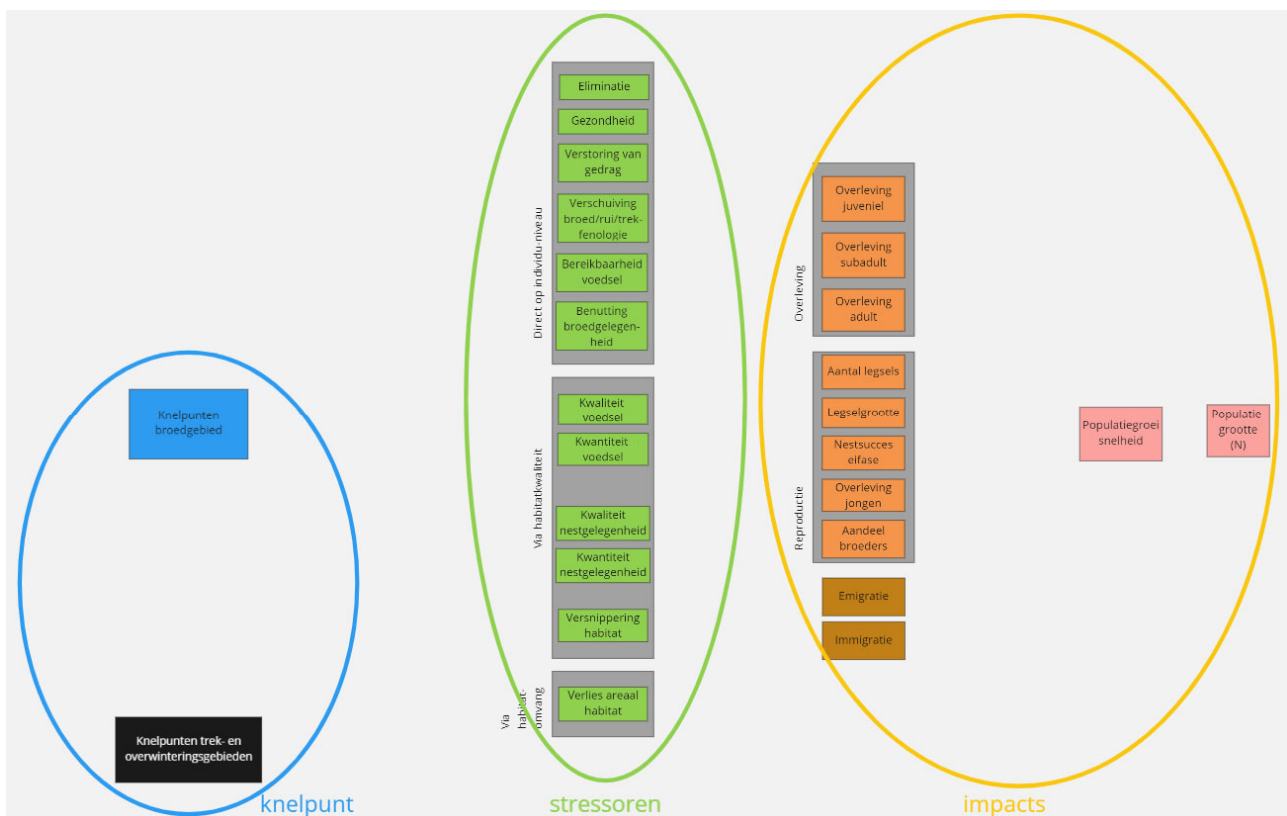 Knelpunten
broedgebied
Knelpunten trek- en
overwinteringsgebieden
knelpunt
Direct op individu-niveau
Eliminatie
Gezondheid
Verstoring van
gedrag
Verschuiving
broed/rui/trek-
fenologie
Bereikbaarheid
voedsel
Benutting
broedgelegen-
heid
Via habitatkwaliteit
Kwaliteit
voedsel
Kwantiteit
voedsel
Kwaliteit
nestgelegenheid
Kwantiteit
nestgelegenheid
Versnippering
habitat
Via
habitat-
omvang
Verlies areaal
habitat
stressoren
Overleving
Overleving
juveniel
Overleving
subadult
Overleving
adult
Reproductie
Aantal legsels
Legselgrootte
Nestsucces
eifase
Overleving
jongen
Aandeel
broeders
Emigratie
Immigratie
Populatiegroei
snelheid
Populatie
grootte
(N)
impacts